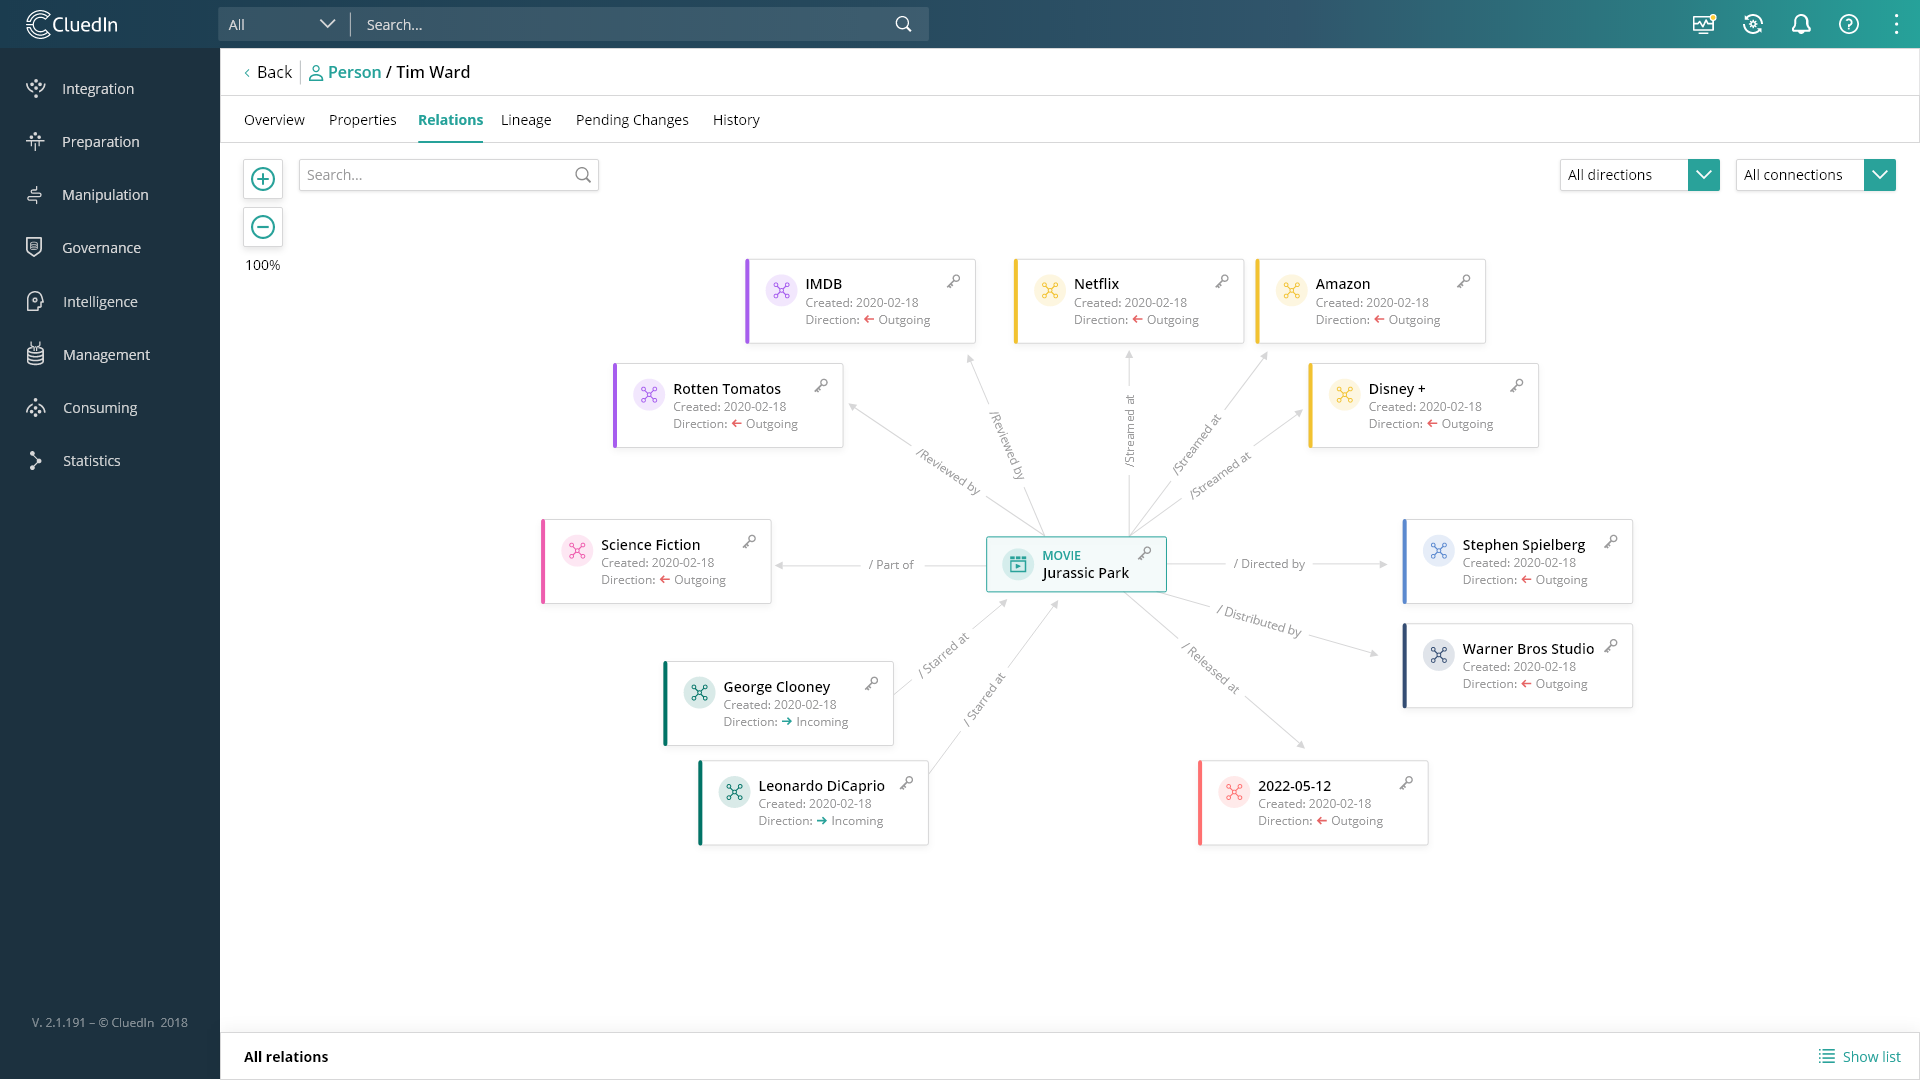 CluedIn
All
Search...
Integration
Preparation
Manipulation
Governance
Intelligence
Management
Consuming
Statistics
V. 2.1.191 – © CluedIn 2018
‹ Back
Person / Tim Ward
Overview
Properties
Relations
Lineage
Pending Changes
History
Search...
All directions
All connections
100%
IMDB
Created: 2020-02-18
Direction: ← Outgoing
Netflix
Created: 2020-02-18
Direction: ← Outgoing
Amazon
Created: 2020-02-18
Direction: ← Outgoing
Rotten Tomatos
Created: 2020-02-18
Direction: ← Outgoing
Disney +
Created: 2020-02-18
Direction: ← Outgoing
/Reviewed by
/Reviewed by
/Streamed at
/Streamed at
/Streamed at
Science Fiction
Created: 2020-02-18
Direction: ← Outgoing
/ Part of
MOVIE
Jurassic Park
/ Directed by
Stephen Spielberg
Created: 2020-02-18
Direction: ← Outgoing
/ Distributed by
Warner Bros Studio
Created: 2020-02-18
Direction: ← Outgoing
/ Starred at
/ Starred at
/ Released at
George Clooney
Created: 2020-02-18
Direction: → Incoming
Leonardo DiCaprio
Created: 2020-02-18
Direction: → Incoming
2022-05-12
Created: 2020-02-18
Direction: ← Outgoing
All relations
Show list